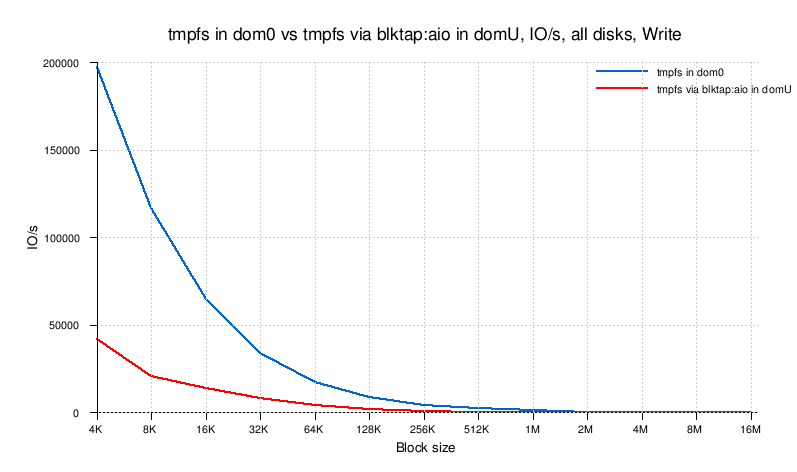 tmpfs in dom0 vs tmpfs via blktap:aio in domU, IO/s, all disks, Write
tmpfs in dom0
tmpfs via blktap:aio in domU
200000
150000
100000
50000
0
IO/s
4K 8K 16K 32K 64K 128K 256K 512K 1M 2M 4M 8M 16M
Block size